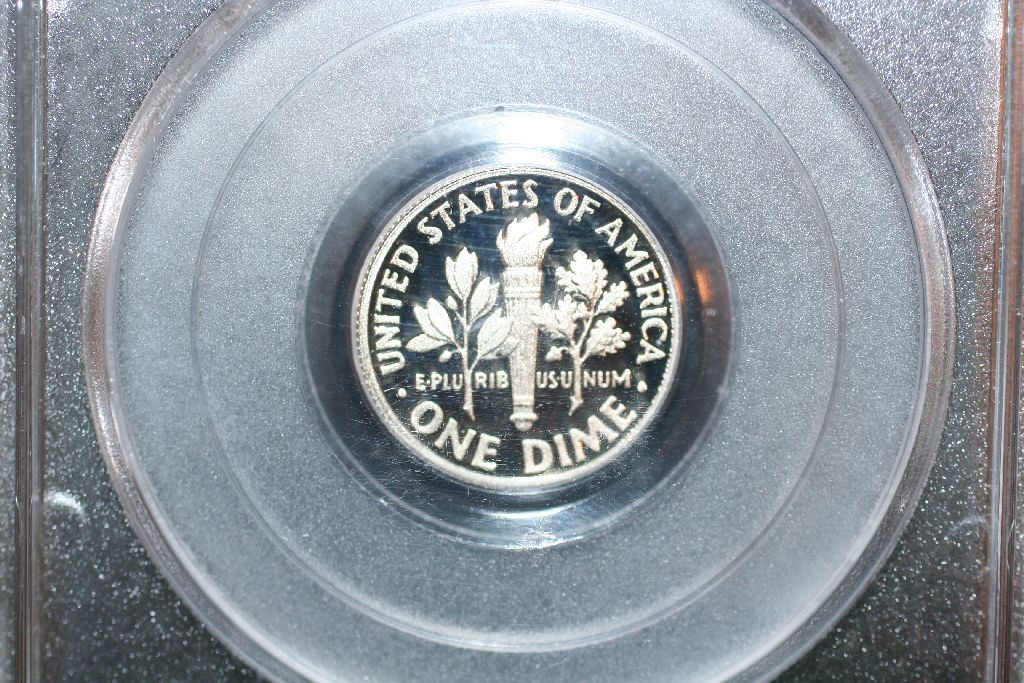 UNITED STATES OF AMERICA
E·PLURIBUS·UNUM
· ONE DIME ·